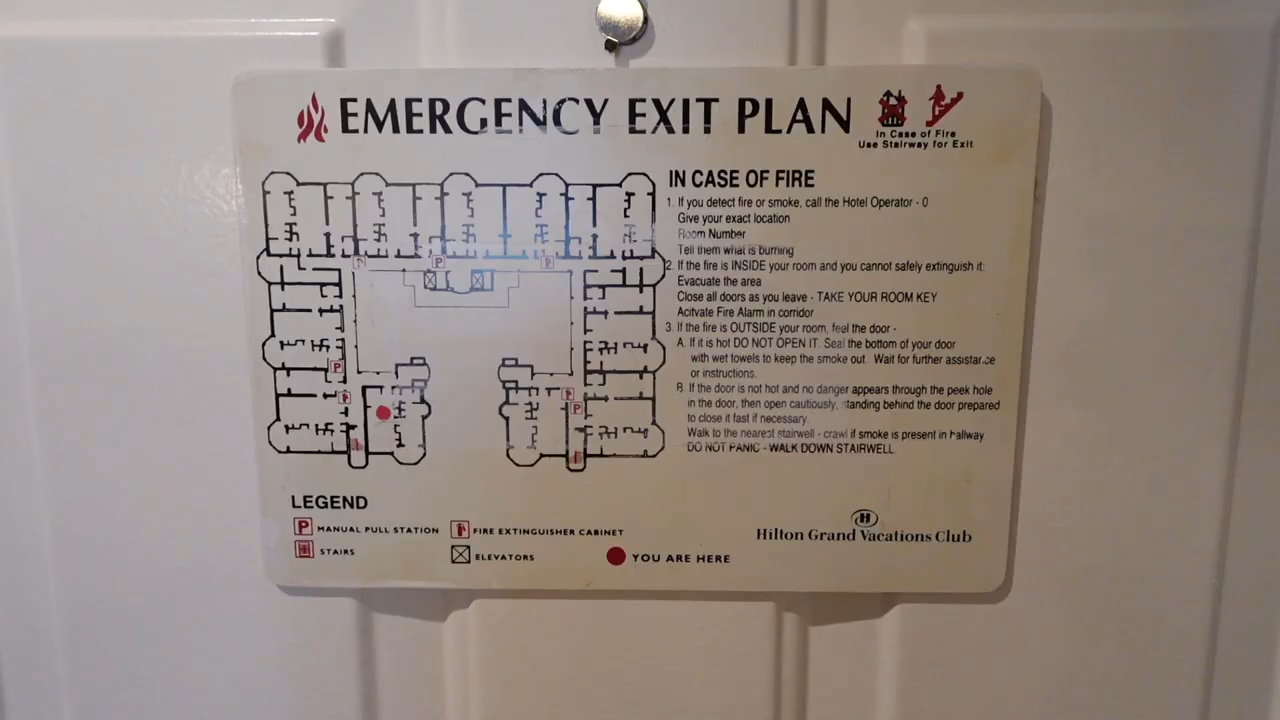 EMERGENCY EXIT PLAN
In Case of Fire
Use Stairway for Exit
IN CASE OF FIRE
1. If you detect fire or smoke, call the Hotel Operator - 0
Give your exact location
Room Number
Tell them what is burning
2. If the fire is INSIDE your room and you cannot safely extinguish it:
Evacuate the area
Close all doors as you leave - TAKE YOUR ROOM KEY
Acitvate Fire Alarm in corridor
3. If the fire is OUTSIDE your room, feel the door -
A. If it is hot DO NOT OPEN IT. Seal the bottom of your door
with wet towels to keep the smoke out. Wait for further assistance
or instructions.
B. If the door is not hot and no danger appears through the peek hole
in the door, then open cautiously, standing behind the door prepared
to close it fast if necessary.
Walk to the nearest stairwell - crawl if smoke is present in hallway.
DO NOT PANIC - WALK DOWN STAIRWELL.
P
P
P
LEGEND
P MANUAL PULL STATION
FIRE EXTINGUISHER CABINET
STAIRS
ELEVATORS
YOU ARE HERE
H
Hilton Grand Vacations Club